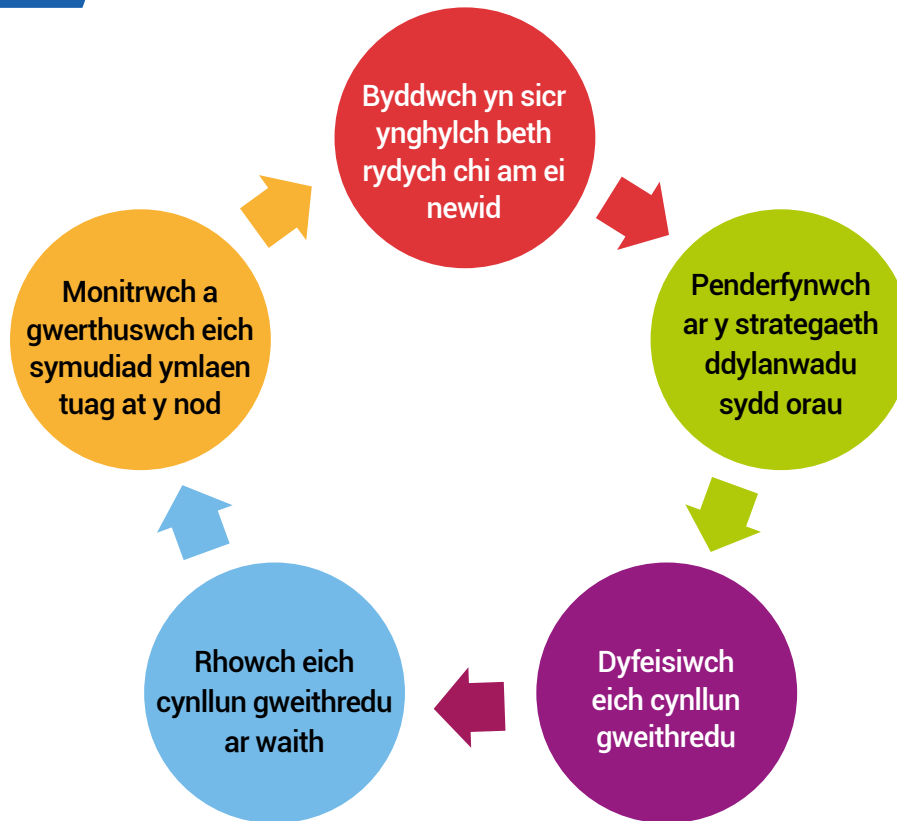 Byddwch yn sicr
ynghylch beth
rydych chi am ei
newid
Penderfynwch
ar y strategaeth
ddylanwadu
sydd orau
Dyfeisiwch
eich cynllun
gweithredu
Rhowch eich
cynllun gweithredu
ar waith
Monitrwch a
gwerthuswch eich
symudiad ymlaen
tuag at y nod